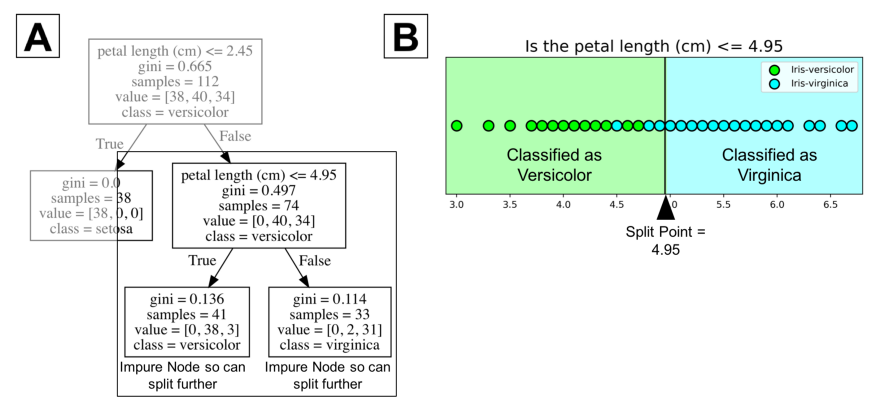 A
petal length (cm) <= 2.45
gini = 0.665
samples = 112
value = [38, 40, 34]
class = versicolor
True
False
gini = 0.0
samples = 38
value = [38, 0, 0]
class = setosa
petal length (cm) <= 4.95
gini = 0.497
samples = 74
value = [0, 40, 34]
class = versicolor
True
False
gini = 0.136
samples = 41
value = [0, 38, 3]
class = versicolor
Impure Node so can
split further
gini = 0.114
samples = 33
value = [0, 2, 31]
class = virginica
Impure Node so can
split further
B
Is the petal length (cm) <= 4.95
Iris-versicolor
Iris-virginica
Classified as
Versicolor
Classified as
Virginica
3.0 3.5 4.0 4.5 5.0 5.5 6.0 6.5
Split Point =
4.95